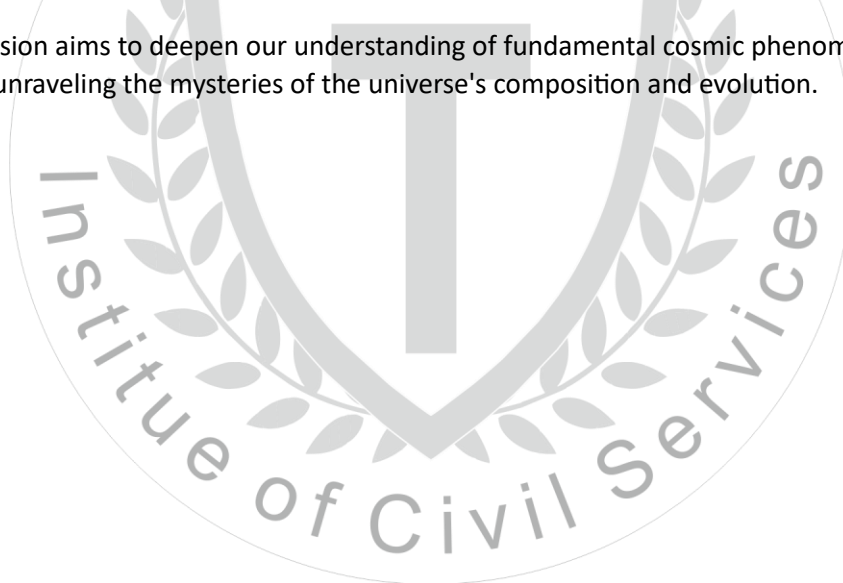 sion aims to deepen our understanding of fundamental cosmic phenom
unraveling the mysteries of the universe's composition and evolution.
T
Institue of Civil Services